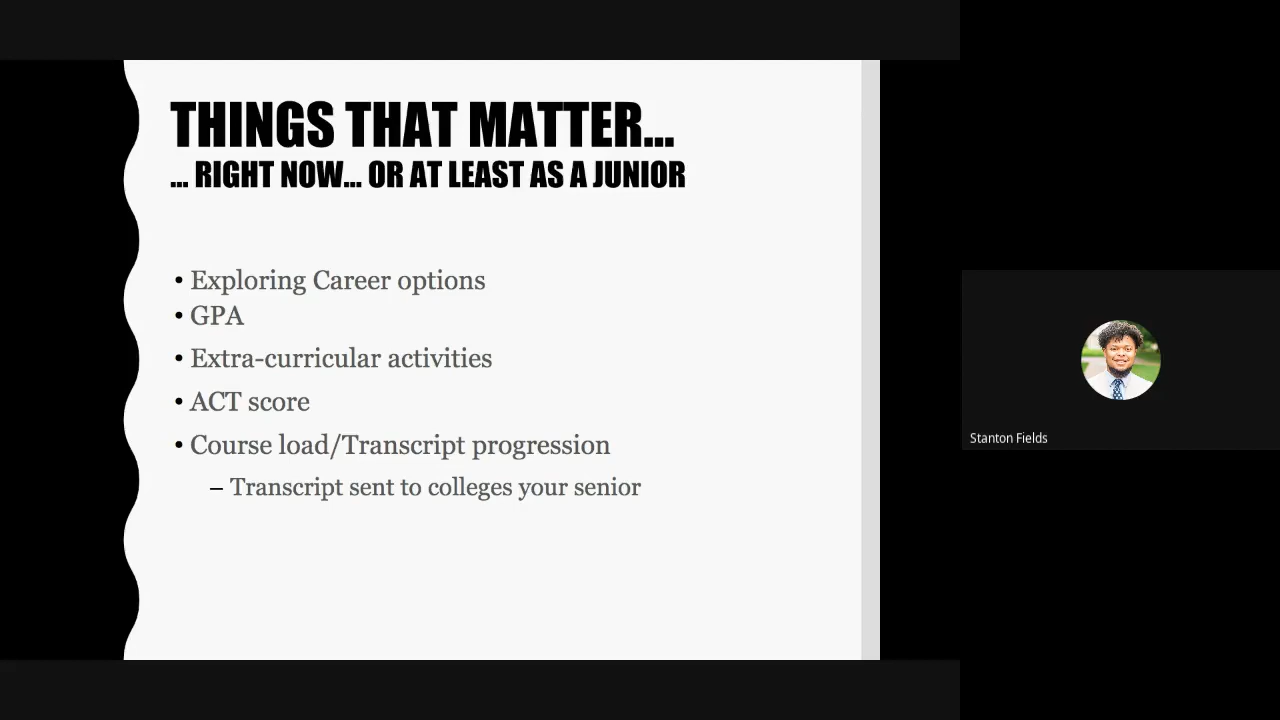 THINGS THAT MATTER...
... RIGHT NOW... OR AT LEAST AS A JUNIOR
• Exploring Career options
• GPA
• Extra-curricular activities
• ACT score
• Course load/Transcript progression
– Transcript sent to colleges your senior
Stanton Fields